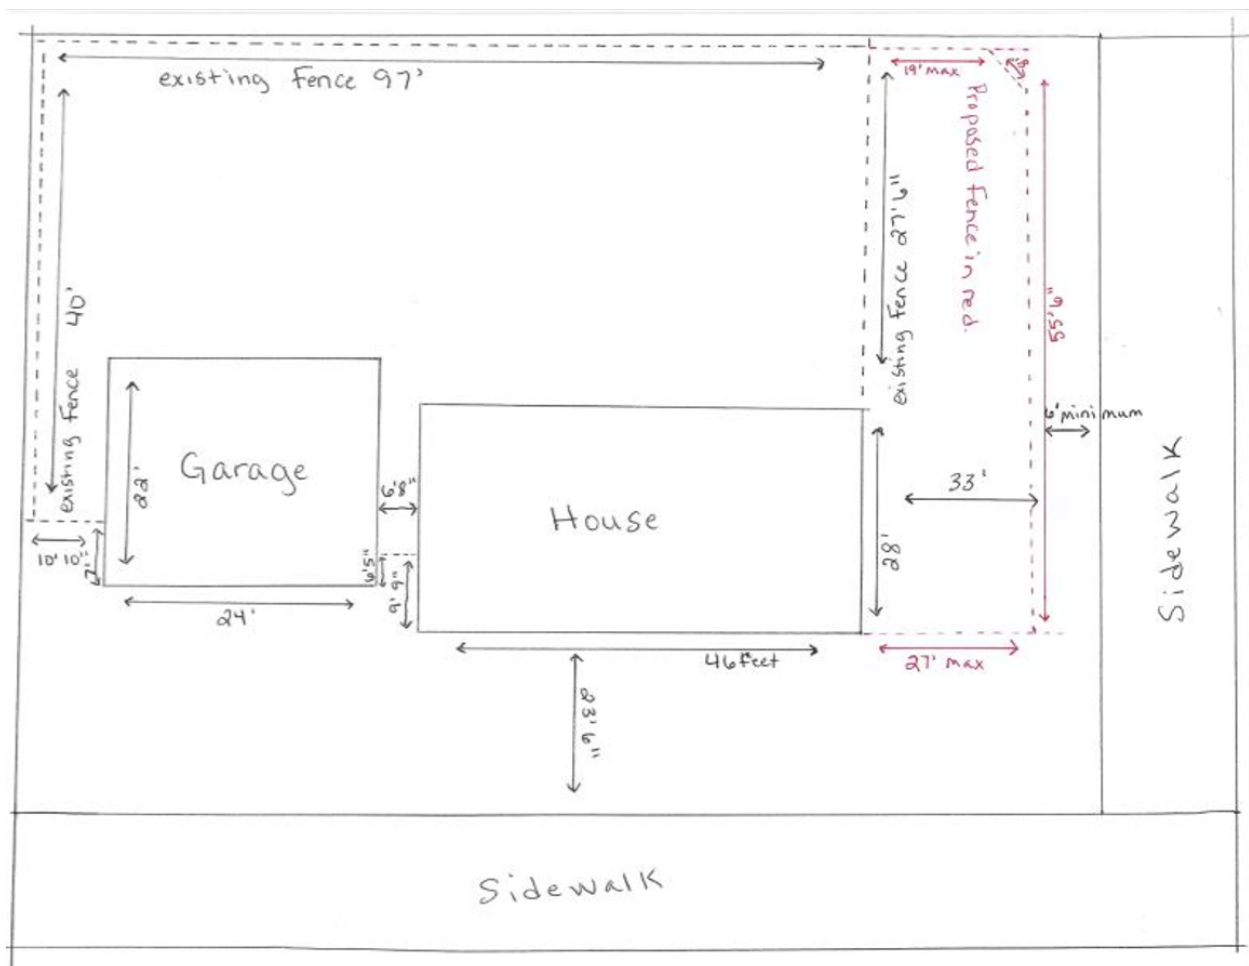 existing Fence 97'
19' max
8'
Proposed Fence in red.
existing Fence 40'
existing Fence 27'6"
55'6"
6' minimum
Garage
22'
6'8"
House
28'
33'
Sidewalk
10' 10"
7'
6'5"
9'9"
24'
46 feet
27' max
23'6"
Sidewalk